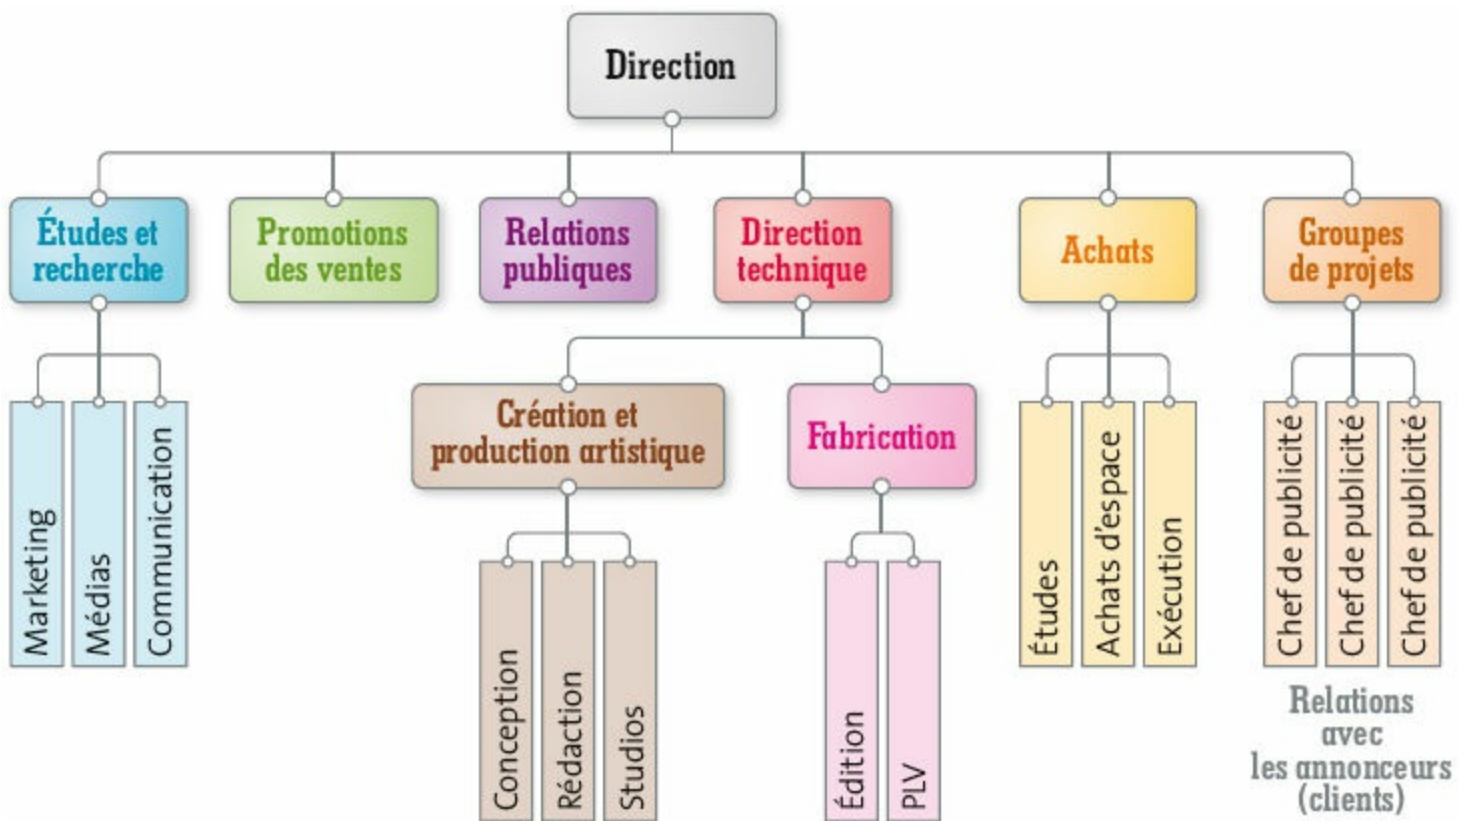 Direction
Études et
recherche
Promotions
des ventes
Relations
publiques
Direction
technique
Achats
Groupes
de projets
Création et
production artistique
Fabrication
Marketing
Médias
Communication
Conception
Rédaction
Studios
Édition
PLV
Études
Achats d'espace
Exécution
Chef de publicité
Chef de publicité
Chef de publicité
Relations
avec
les annonceurs
(clients)